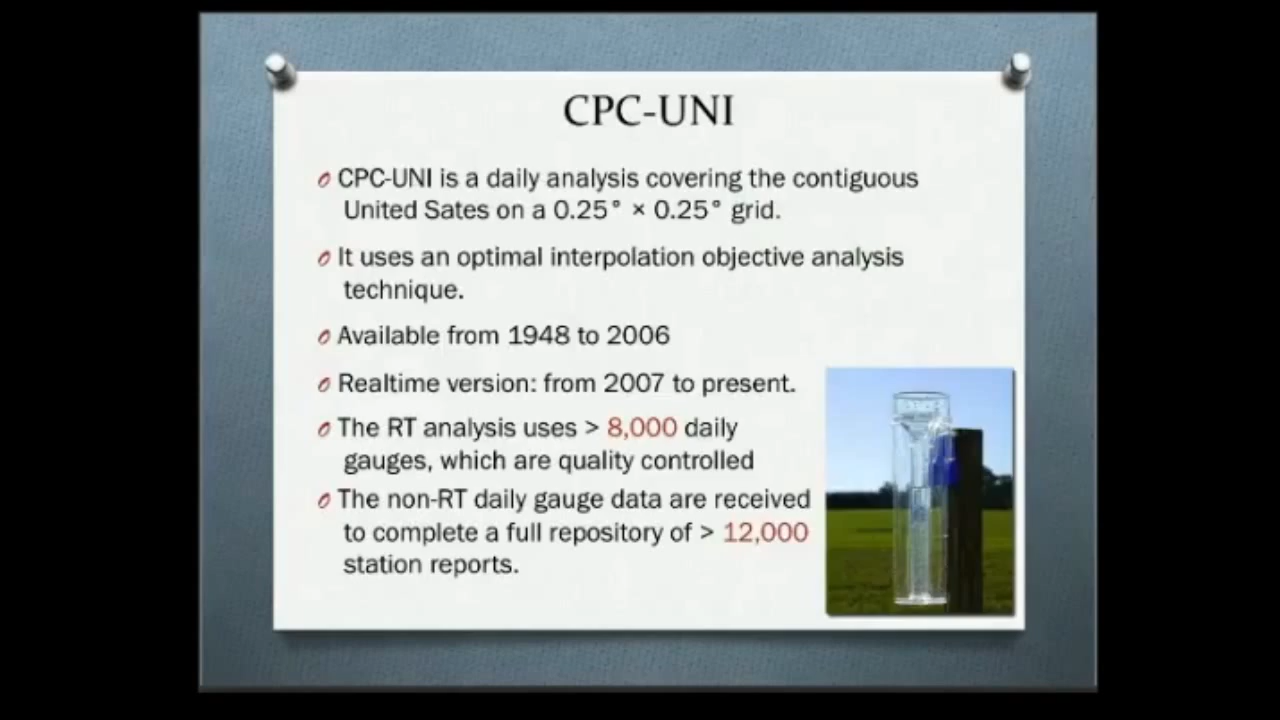 CPC-UNI
CPC-UNI is a daily analysis covering the contiguous
United Sates on a 0.25° × 0.25° grid.
It uses an optimal interpolation objective analysis
technique.
Available from 1948 to 2006
Realtime version: from 2007 to present.
The RT analysis uses > 8,000 daily
gauges, which are quality controlled
The non-RT daily gauge data are received
to complete a full repository of > 12,000
station reports.